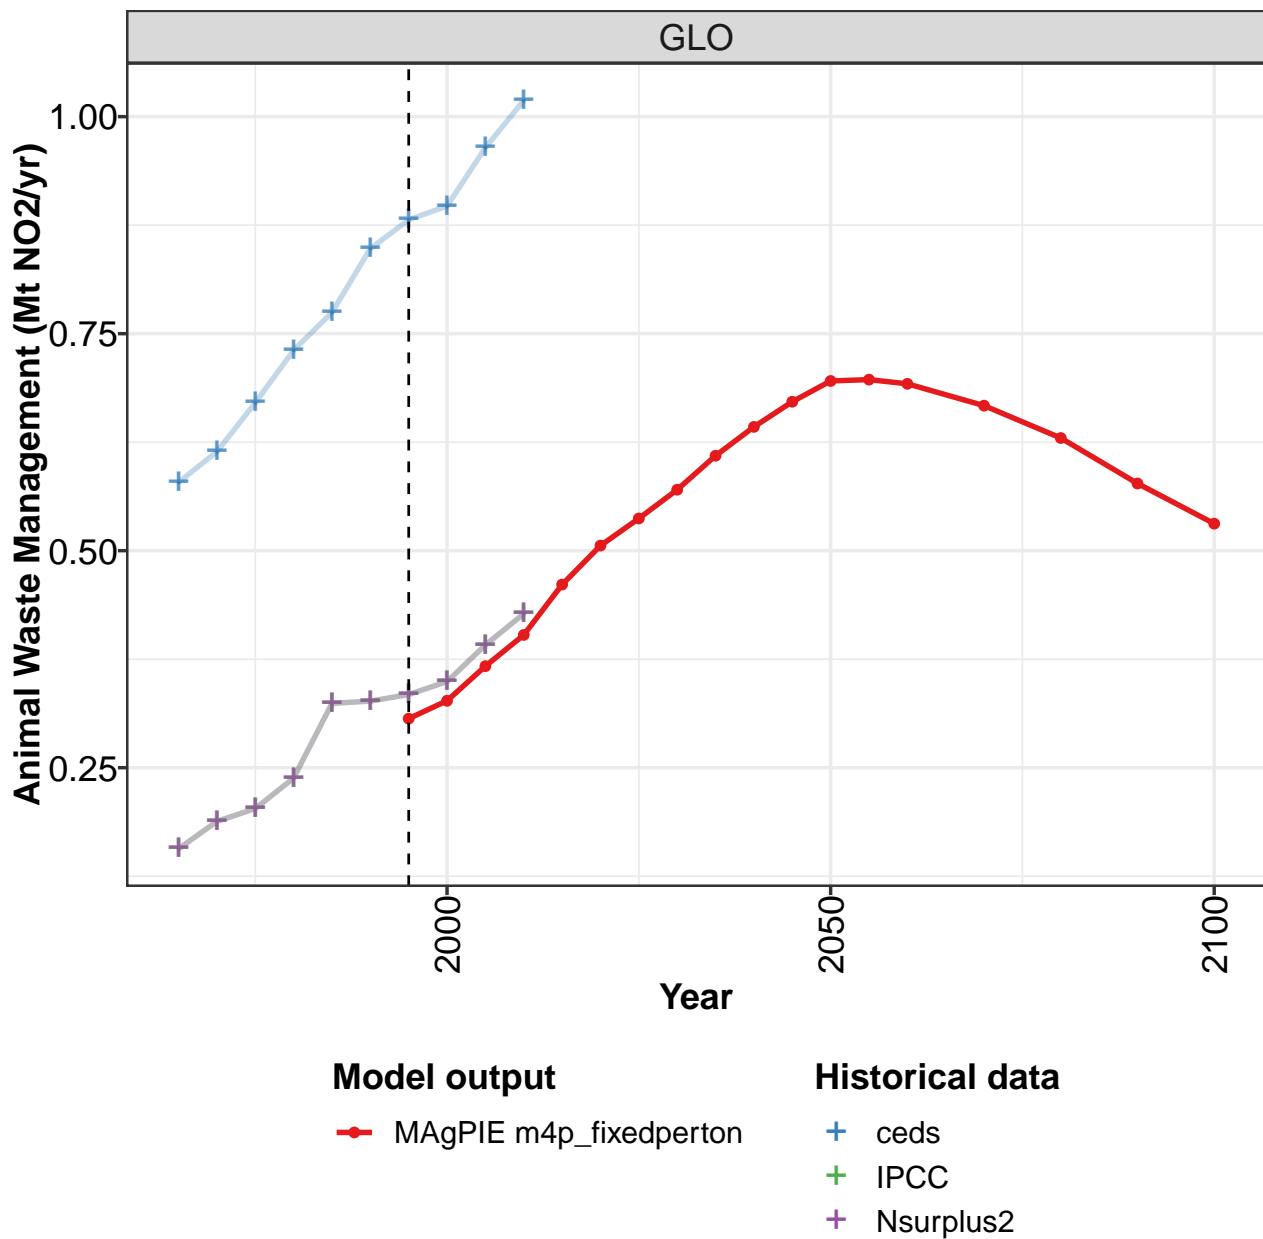 GLO
Animal Waste Management (Mt NO2/yr)
1.00
0.75
0.50
0.25
2000
2050
2100
Year
Model output
MAgPIE m4p_fixedperton
Historical data
ceds
IPCC
Nsurplus2